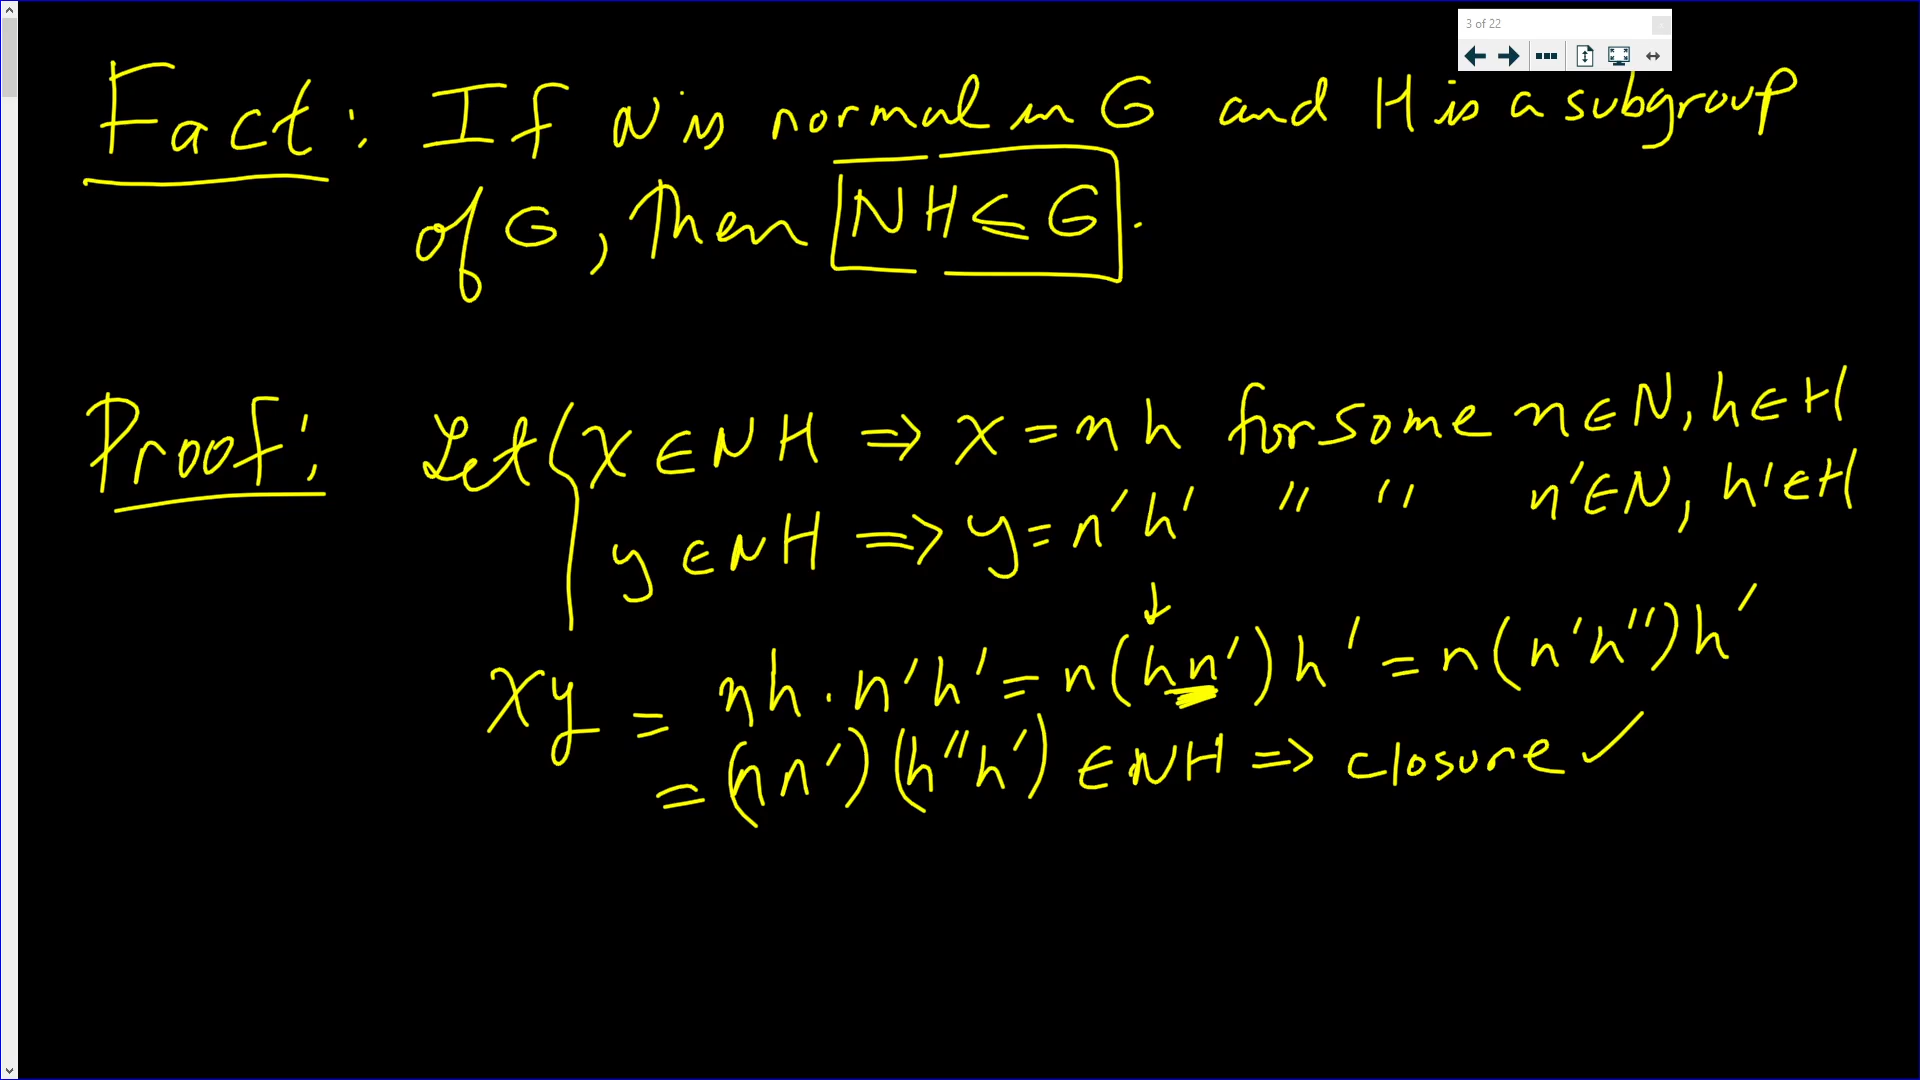 3 of 22
Fact: If N is normal in G and H is a subgroup
of G, then NH ≤ G.
Proof: Let { x ∈ NH ⇒ x = n h for some n ∈ N, h ∈ H
y ∈ NH ⇒ y = n'h' " " n' ∈ N, h' ∈ H
↓
xy = nh · n'h' = n(hn')h' = n(n'h'')h'
= (nn')(h''h') ∈ NH ⇒ closure ✓